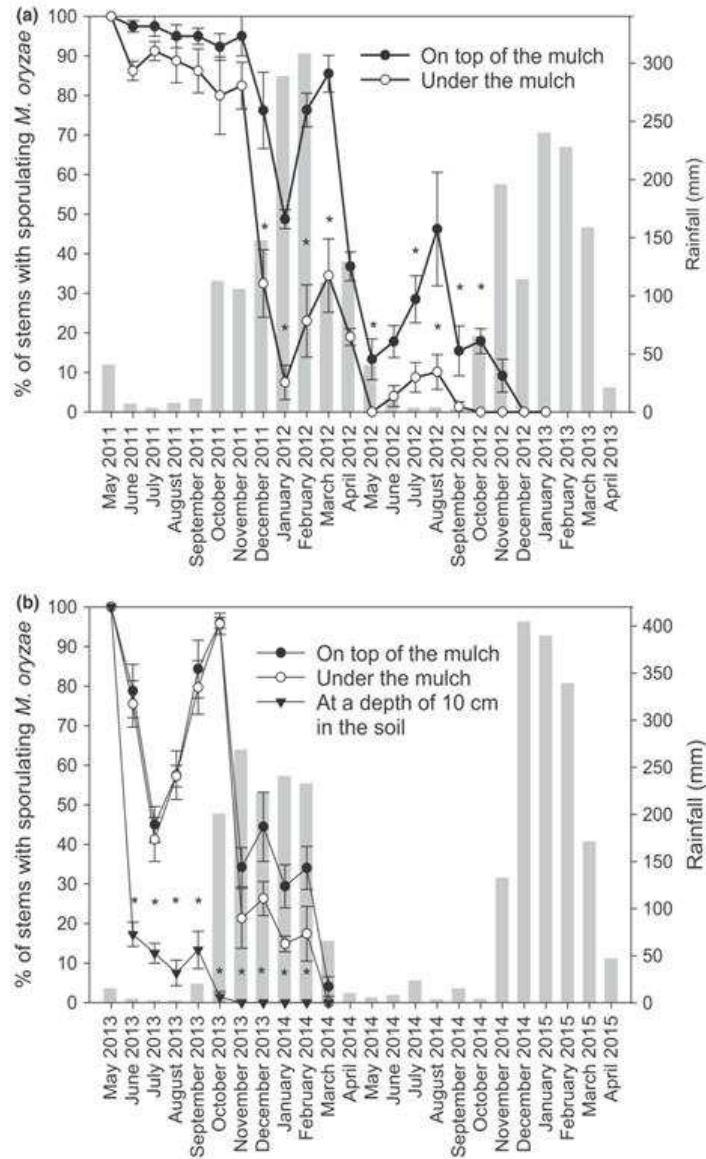 (a)
100
90
80
70
60
50
40
30
20
10
0
% of stems with sporulating M. oryzae
On top of the mulch
Under the mulch
300
250
200
150
100
50
0
Rainfall (mm)
* * * * * * * * *
May 2011
June 2011
July 2011
August 2011
September 2011
October 2011
November 2011
December 2011
January 2012
February 2012
March 2012
April 2012
May 2012
June 2012
July 2012
August 2012
September 2012
October 2012
November 2012
December 2012
January 2013
February 2013
March 2013
April 2013
(b)
100
90
80
70
60
50
40
30
20
10
0
% of stems with sporulating M. oryzae
On top of the mulch
Under the mulch
At a depth of 10 cm
in the soil
400
350
300
250
200
150
100
50
0
Rainfall (mm)
* * * * * * * * *
May 2013
June 2013
July 2013
August 2013
September 2013
October 2013
November 2013
December 2013
January 2014
February 2014
March 2014
April 2014
May 2014
June 2014
July 2014
August 2014
September 2014
October 2014
November 2014
December 2014
January 2015
February 2015
March 2015
April 2015